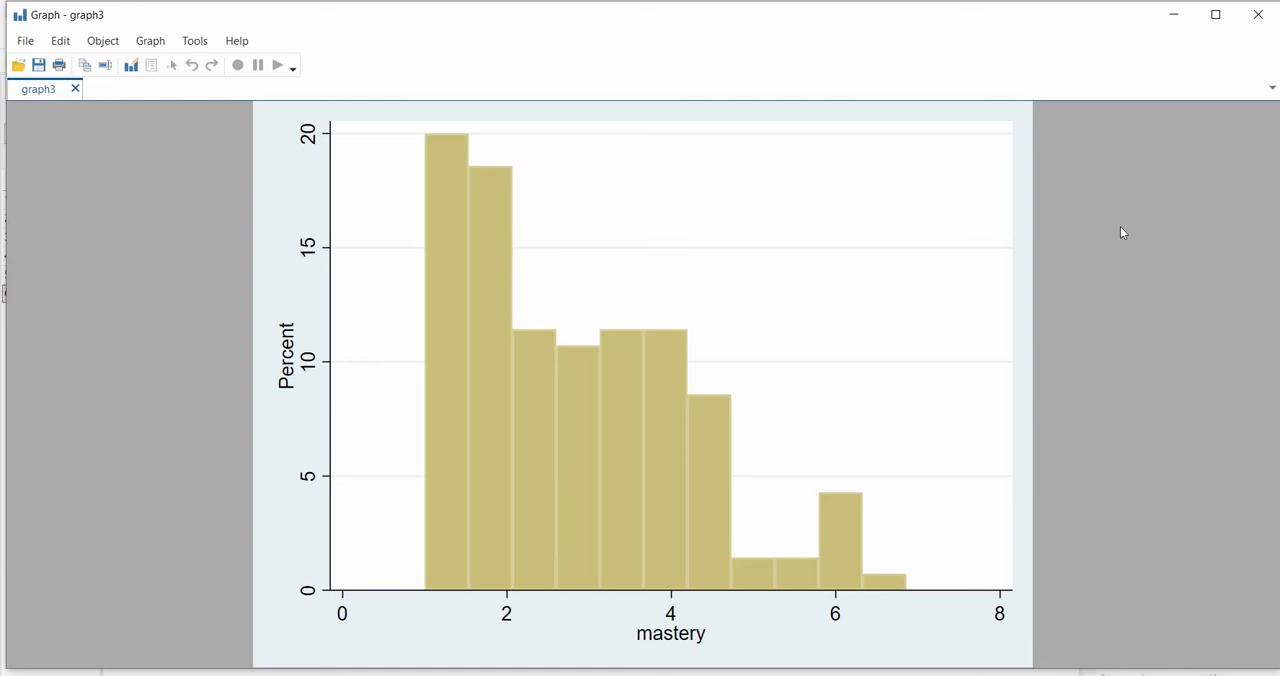 Graph - graph3
File Edit Object Graph Tools Help
graph3
20
15
10
5
0
Percent
0 2 4 6 8
mastery